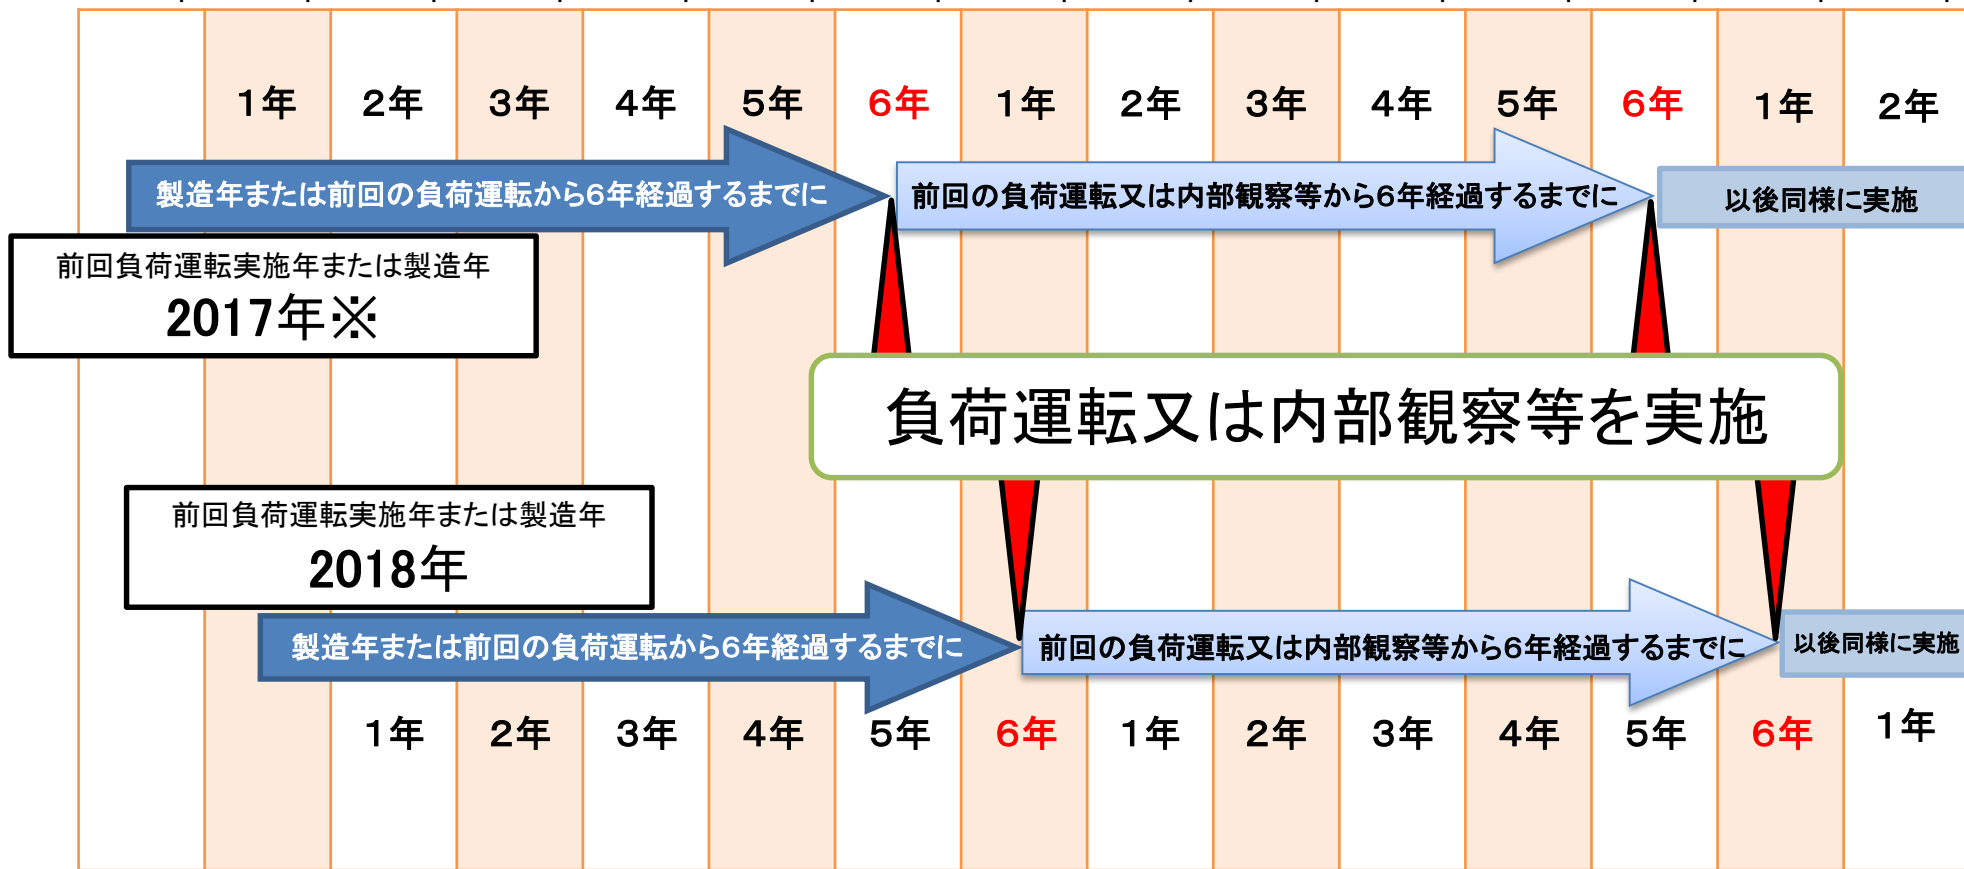 1年 2年 3年 4年 5年 6年 1年 2年 3年 4年 5年 6年 1年 2年
製造年または前回の負荷運転から6年経過するまでに
前回の負荷運転又は内部観察等から6年経過するまでに
以後同様に実施
前回負荷運転実施年または製造年
2017年※
負荷運転又は内部観察等を実施
前回負荷運転実施年または製造年
2018年
製造年または前回の負荷運転から6年経過するまでに
前回の負荷運転又は内部観察等から6年経過するまでに
以後同様に実施
1年 2年 3年 4年 5年 6年 1年 2年 3年 4年 5年 6年 1年